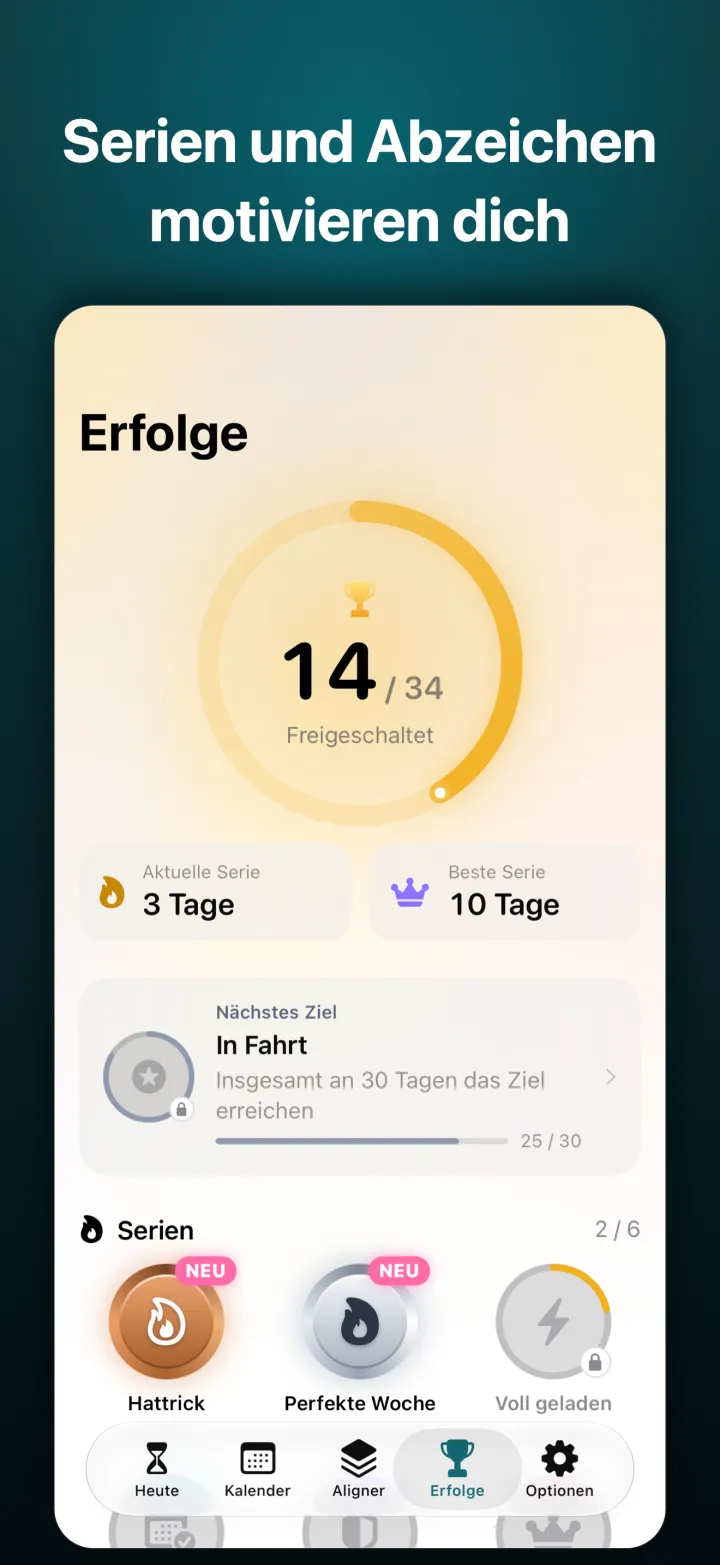 Serien und Abzeichen
motivieren dich
Erfolge
14 / 34
Freigeschaltet
Aktuelle Serie
3 Tage
Beste Serie
10 Tage
Nächstes Ziel
In Fahrt
Insgesamt an 30 Tagen das Ziel
erreichen
25 / 30
Serien
2 / 6
NEU
NEU
Hattrick
Perfekte Woche
Voll geladen
Heute
Kalender
Aligner
Erfolge
Optionen